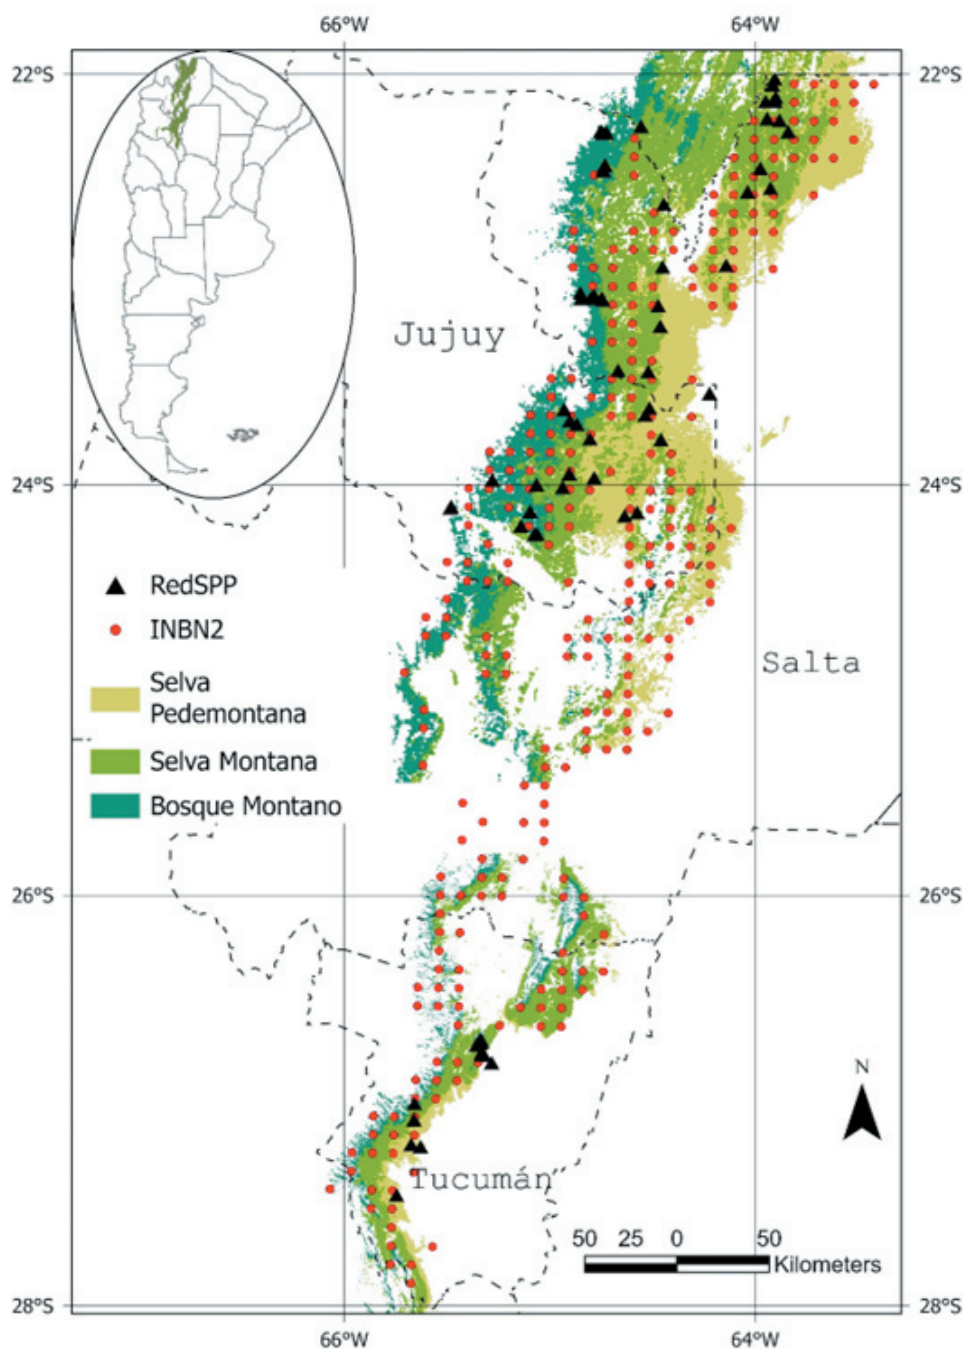 66°W 64°W
22°S 22°S
Jujuy
24°S 24°S
RedSPP
INBN2
Salta
Selva
Pedemontana
Selva Montana
Bosque Montano
26°S 26°S
N
Tucumán
50 25 0 50
Kilometers
28°S 28°S
66°W 64°W